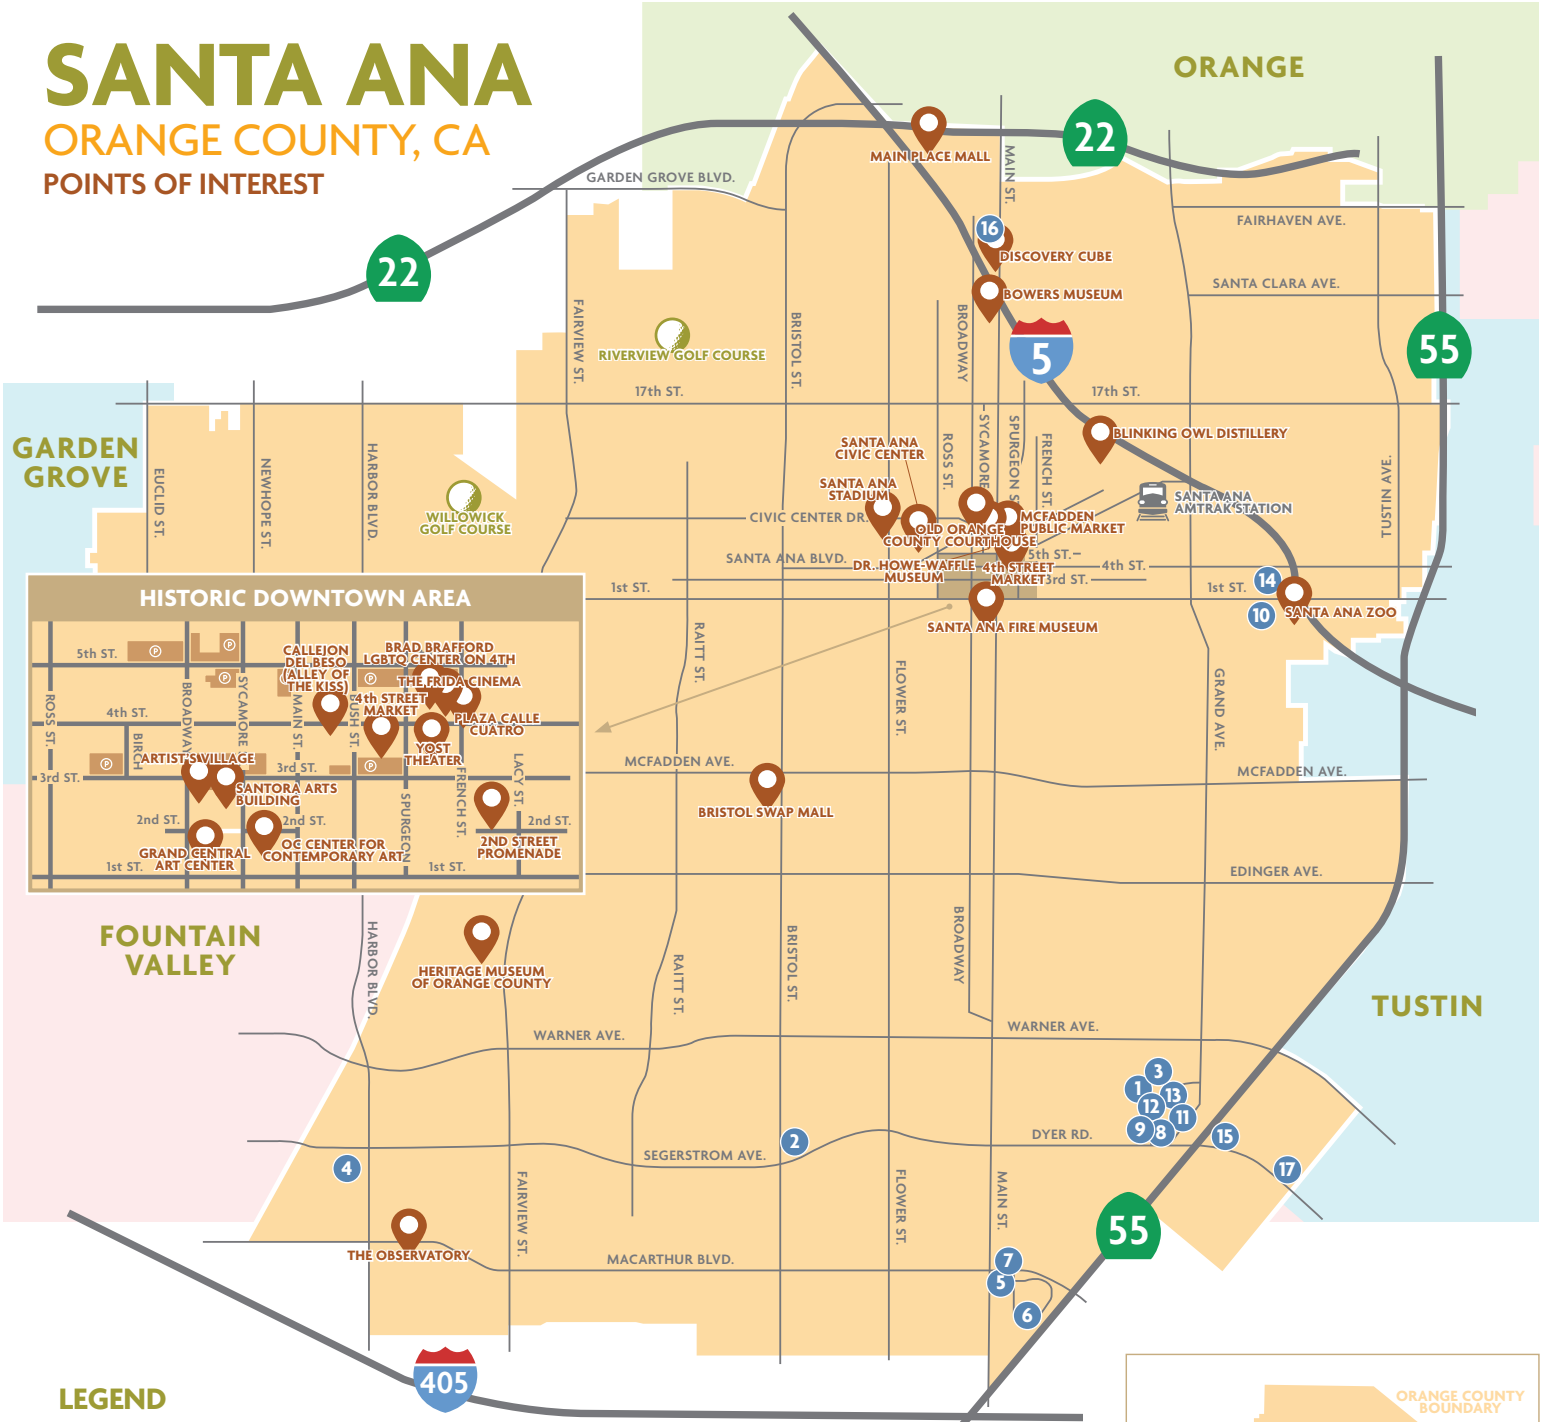 SANTA ANA
ORANGE COUNTY, CA
POINTS OF INTEREST
ORANGE
22
MAIN PLACE MALL
MAIN ST.
GARDEN GROVE BLVD.
FAIRHAVEN AVE.
16
DISCOVERY CUBE
22
SANTA CLARA AVE.
BOWERS MUSEUM
FAIRVIEW ST.
BRISTOL ST.
BROADWAY
5
55
RIVERVIEW GOLF COURSE
17th ST.
17th ST.
GARDEN
GROVE
EUCLID ST.
NEWHOPE ST.
HARBOR BLVD.
WILLOWICK
GOLF COURSE
SANTA ANA
CIVIC CENTER
ROSS ST.
SYCAMORE
SPURGEON ST.
FRENCH ST.
BLINKING OWL DISTILLERY
SANTA ANA
STADIUM
SANTA ANA
AMTRAK STATION
TUSTIN AVE.
CIVIC CENTER DR.
MCFADDEN
PUBLIC MARKET
OLD ORANGE
COUNTY COURTHOUSE
SANTA ANA BLVD.
5th ST.
DR. HOWE-WAFFLE
MUSEUM
4th STREET
MARKET
4th ST.
3rd ST.
1st ST.
1st ST.
14
10
SANTA ANA ZOO
SANTA ANA FIRE MUSEUM
HISTORIC DOWNTOWN AREA
5th ST.
P
P
P
P
P
P
CALLEJON
DEL BESO
(ALLEY OF
THE KISS)
BRAD BRAFFORD
LGBTQ CENTER ON 4TH
THE FRIDA CINEMA
4th STREET
MARKET
PLAZA CALLE
CUATRO
YOST
THEATER
ROSS ST.
BROADWAY
SYCAMORE
MAIN ST.
BUSH ST.
4th ST.
BIRCH
ARTIST'S VILLAGE
3rd ST.
3rd ST.
SANTORA ARTS
BUILDING
SPURGEON
FRENCH ST.
LACY ST.
2nd ST.
2nd ST.
2nd ST.
GRAND CENTRAL
ART CENTER
OC CENTER FOR
CONTEMPORARY ART
2ND STREET
PROMENADE
1st ST.
1st ST.
RAITT ST.
FLOWER ST.
GRAND AVE.
MCFADDEN AVE.
MCFADDEN AVE.
BRISTOL SWAP MALL
EDINGER AVE.
FOUNTAIN
VALLEY
HARBOR BLVD.
HERITAGE MUSEUM
OF ORANGE COUNTY
RAITT ST.
BRISTOL ST.
BROADWAY
TUSTIN
WARNER AVE.
WARNER AVE.
3
1
13
12
11
9
8
15
17
2
DYER RD.
SEGERSTROM AVE.
4
FAIRVIEW ST.
FLOWER ST.
MAIN ST.
55
THE OBSERVATORY
MACARTHUR BLVD.
7
5
6
405
LEGEND
ORANGE COUNTY
BOUNDARY